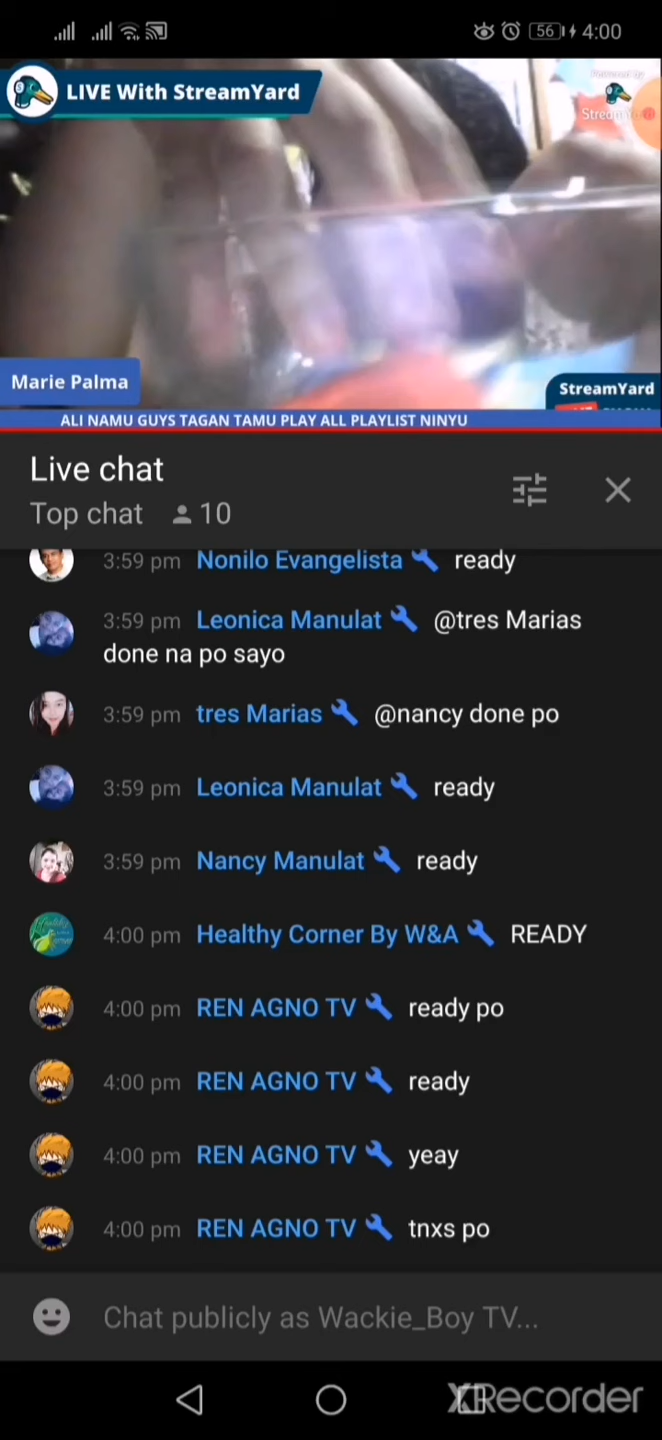 56 4:00
LIVE With StreamYard
Powered by
Marie Palma
StreamYard
ALI NAMU GUYS TAGAN TAMU PLAY ALL PLAYLIST NINYU
Live chat
Top chat 10
3:59 pm Nonilo Evangelista ready
3:59 pm Leonica Manulat @tres Marias
done na po sayo
3:59 pm tres Marias @nancy done po
3:59 pm Leonica Manulat ready
3:59 pm Nancy Manulat ready
4:00 pm Healthy Corner By W&A READY
4:00 pm REN AGNO TV ready po
4:00 pm REN AGNO TV ready
4:00 pm REN AGNO TV yeay
4:00 pm REN AGNO TV tnxs po
Chat publicly as Wackie_Boy TV...
XRecorder